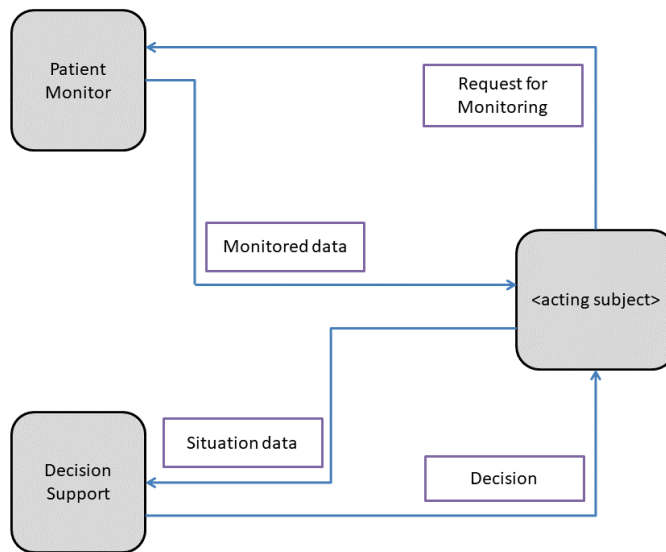 Patient
Monitor
Request for
Monitoring
Monitored data
<acting subject>
Situation data
Decision
Support
Decision